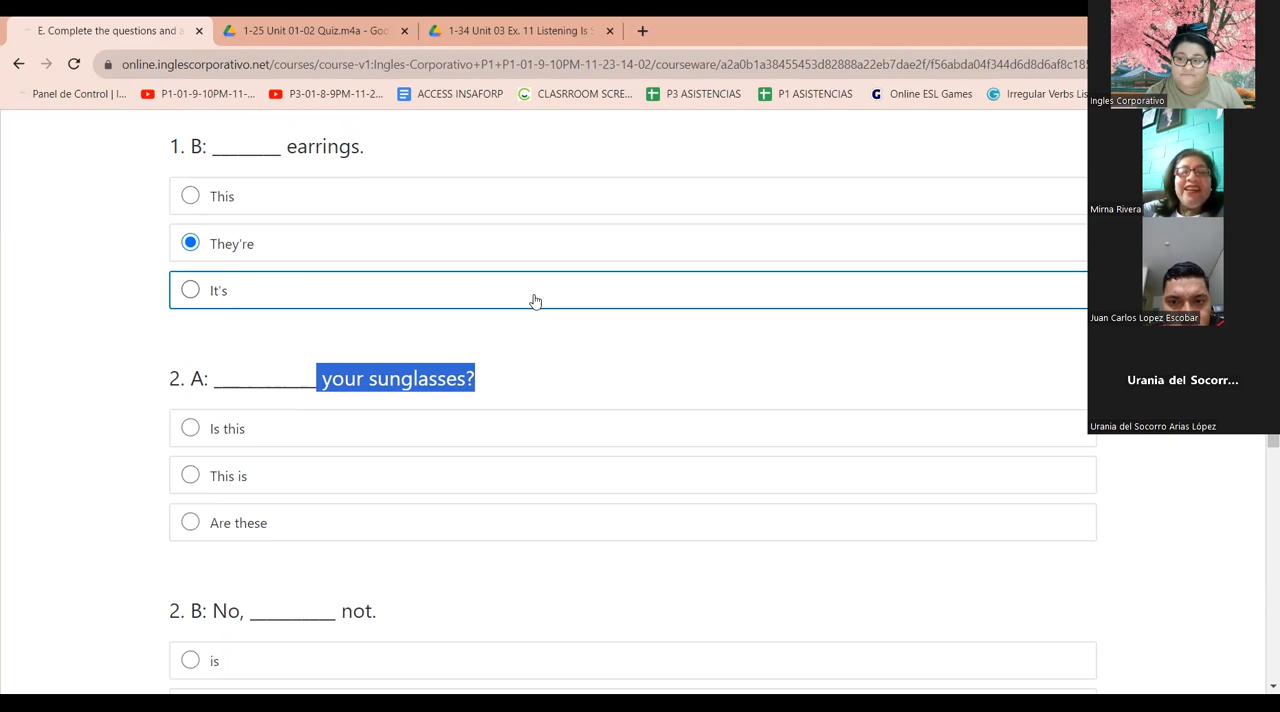 E. Complete the questions and a
1-25 Unit 01-02 Quiz.m4a - Goo
1-34 Unit 03 Ex. 11 Listening Is S
online.inglescorporativo.net/courses/course-v1:Ingles-Corporativo+P1+P1-01-9-10PM-11-23-14-02/courseware/a2a0b1a38455453d82888a22eb7dae2f/f56abda04f344d6d8d6af8c185
Panel de Control | I...
P1-01-9-10PM-11-...
P3-01-8-9PM-11-2...
ACCESS INSAFORP
CLASRROOM SCRE...
P3 ASISTENCIAS
P1 ASISTENCIAS
Online ESL Games
Irregular Verbs Lis
Ingles Corporativo
1. B: _______ earrings.
This
They're
It's
Mirna Rivera
Juan Carlos Lopez Escobar
2. A: __________ your sunglasses?
Urania del Socorr...
Urania del Socorro Arias López
Is this
This is
Are these
2. B: No, ________ not.
is